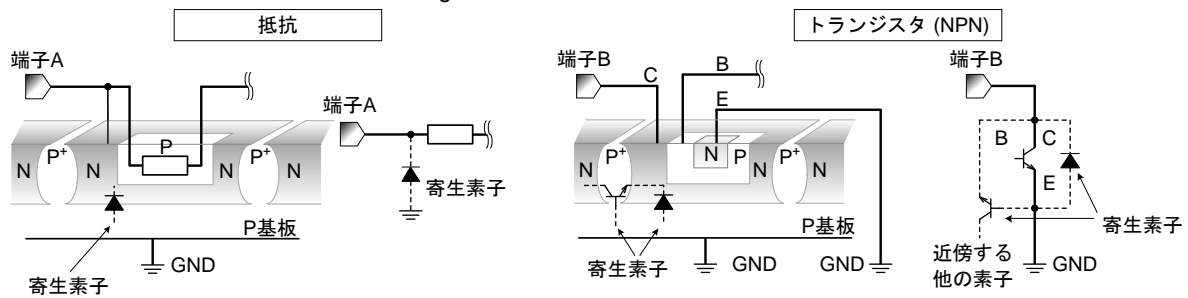 抵抗
端子A
端子A
N
P+
N
P
N
P+
N
寄生素子
P基板
GND
寄生素子
トランジスタ (NPN)
端子B
C
B
E
N
P+
N
N
P
N
P+
N
P基板
寄生素子
GND
GND
端子B
B
C
E
寄生素子
近傍する
他の素子
GND